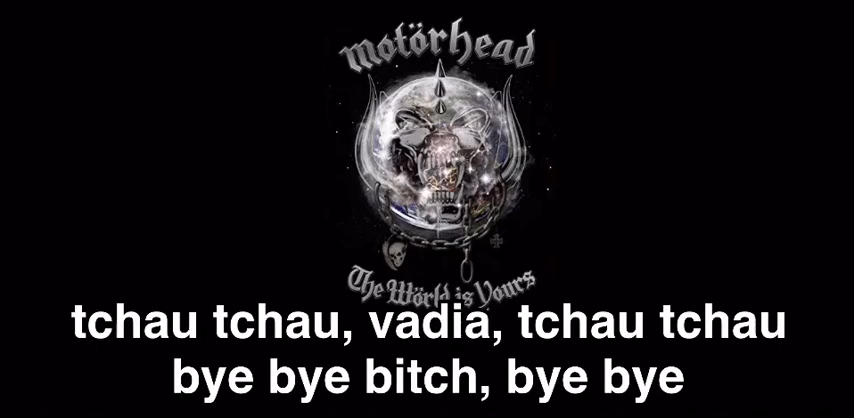 motörhead
The Wörld is Yours
tchau tchau, vadia, tchau tchau
bye bye bitch, bye bye